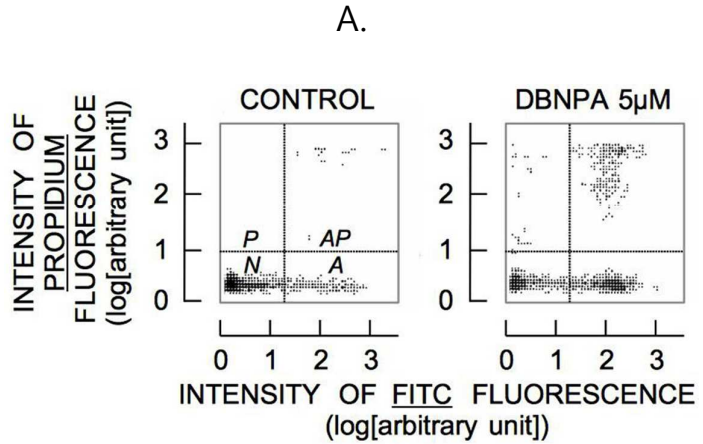 A.
CONTROL
DBNPA 5µM
INTENSITY OF
PROPIDIUM
FLUORESCENCE
(log[arbitrary unit])
3
2
1
0
P
AP
N
A
3
2
1
0
0 1 2 3
0 1 2 3
INTENSITY OF FITC FLUORESCENCE
(log[arbitrary unit])